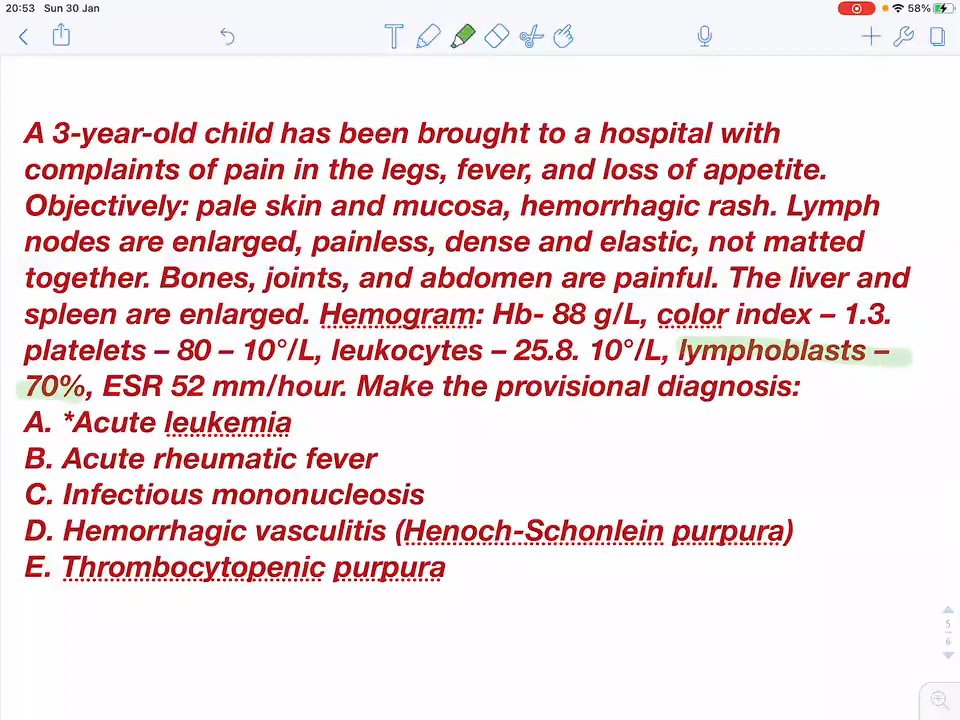 20:53 Sun 30 Jan
58%
T
A 3-year-old child has been brought to a hospital with
complaints of pain in the legs, fever, and loss of appetite.
Objectively: pale skin and mucosa, hemorrhagic rash. Lymph
nodes are enlarged, painless, dense and elastic, not matted
together. Bones, joints, and abdomen are painful. The liver and
spleen are enlarged. Hemogram: Hb- 88 g/L, color index – 1.3.
platelets – 80 – 10°/L, leukocytes – 25.8. 10°/L, lymphoblasts –
70%, ESR 52 mm/hour. Make the provisional diagnosis:
A. *Acute leukemia
B. Acute rheumatic fever
C. Infectious mononucleosis
D. Hemorrhagic vasculitis (Henoch-Schonlein purpura)
E. Thrombocytopenic purpura
5
6